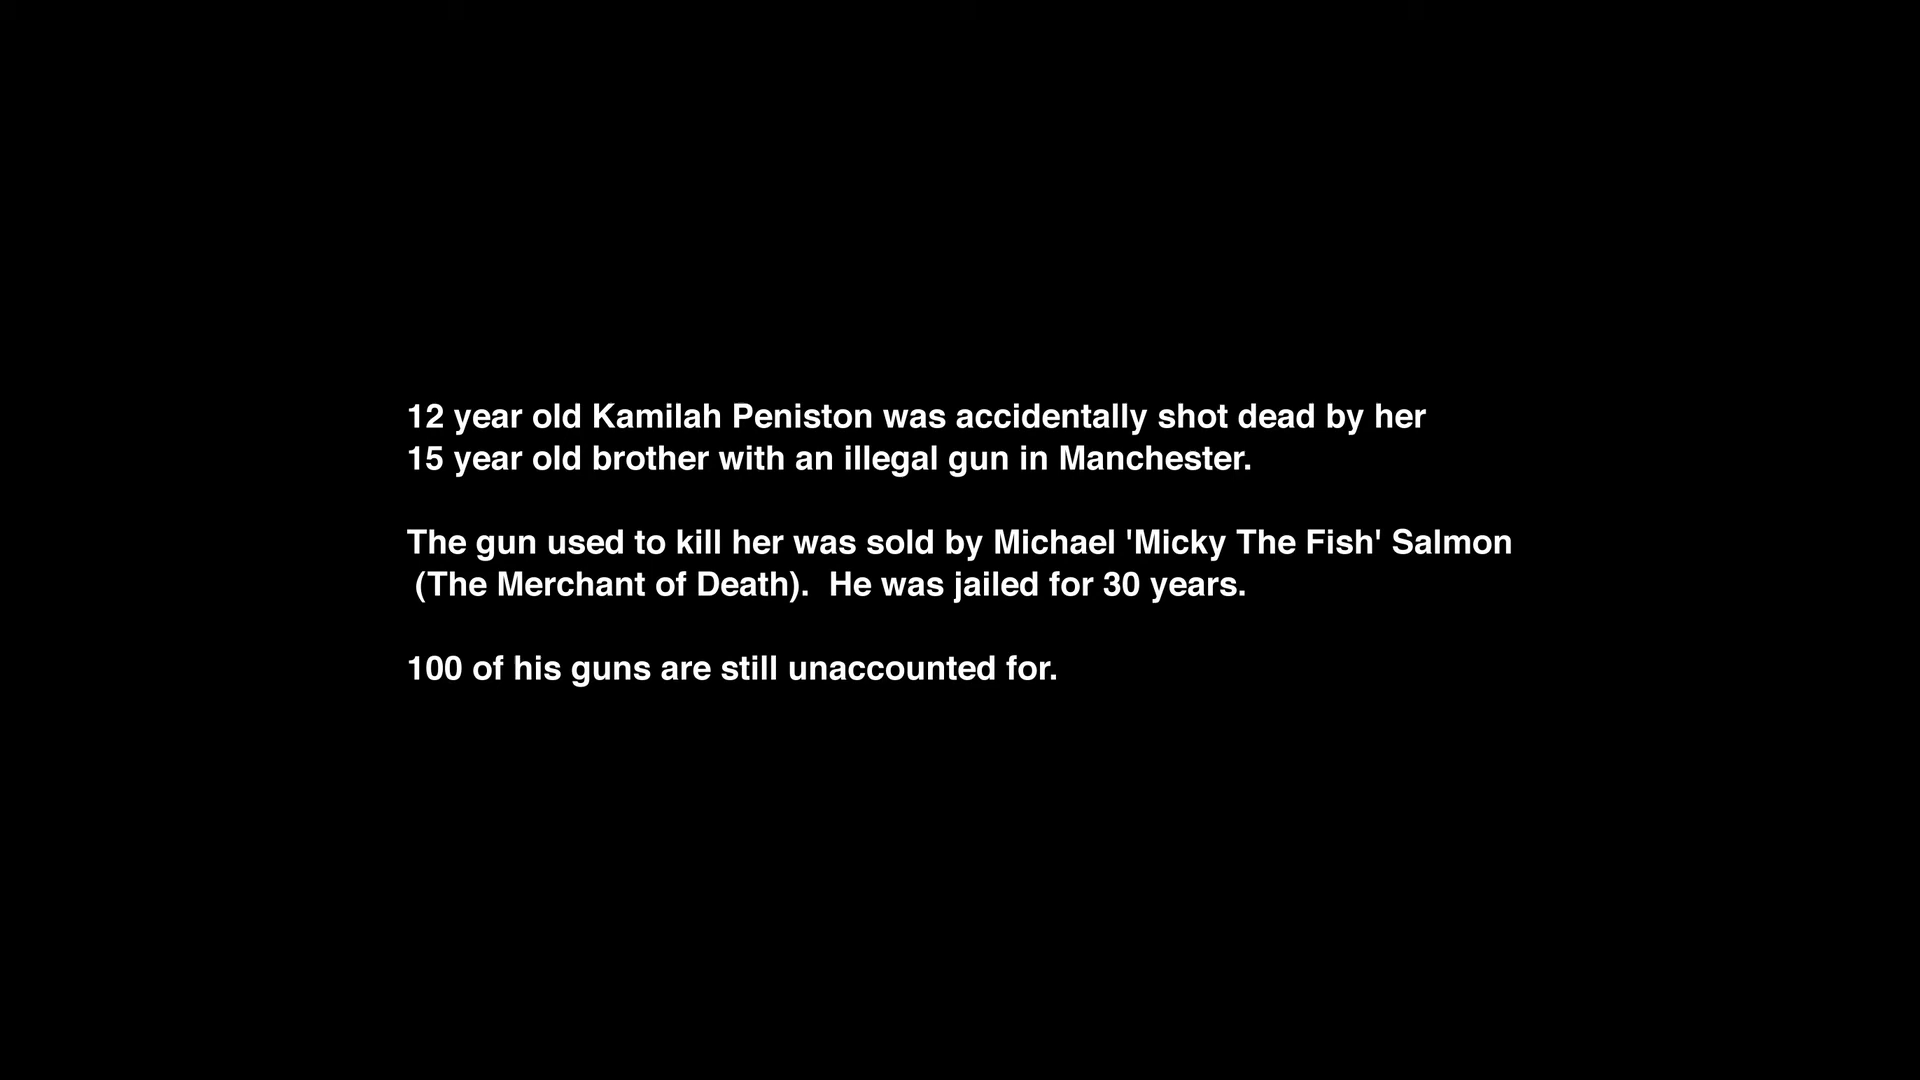 12 year old Kamilah Peniston was accidentally shot dead by her
15 year old brother with an illegal gun in Manchester.
The gun used to kill her was sold by Michael 'Micky The Fish' Salmon
(The Merchant of Death).  He was jailed for 30 years.
100 of his guns are still unaccounted for.